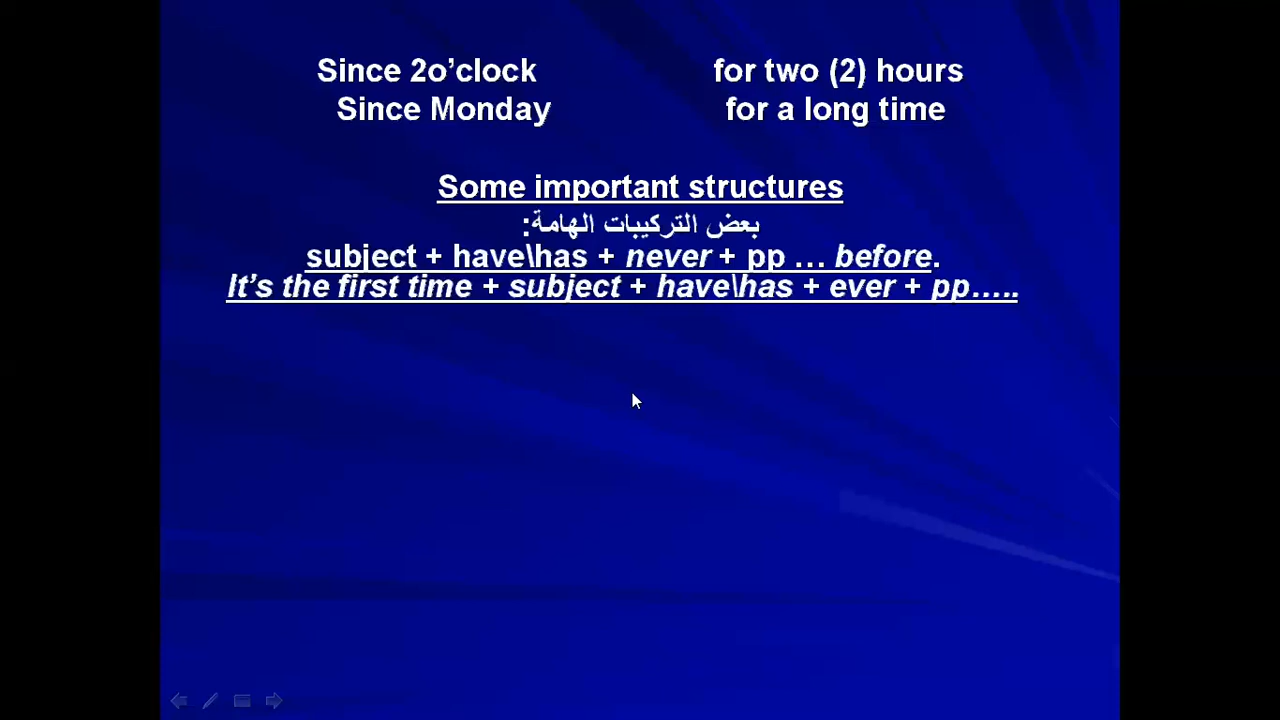 Since 2o’clock for two (2) hours
Since Monday for a long time
Some important structures
بعض التركيبات الهامة:
subject + have\has + never + pp … before.
It’s the first time + subject + have\has + ever + pp…..